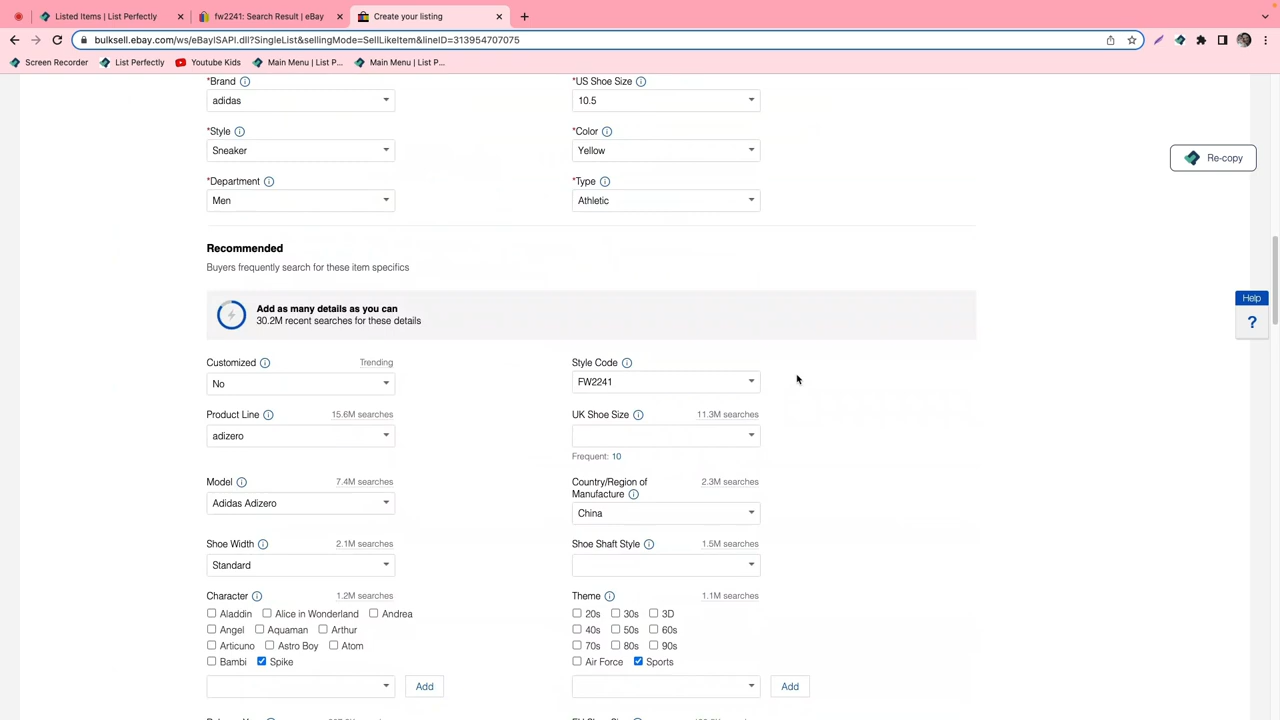 Listed Items | List Perfectly
fw2241: Search Result | eBay
Create your listing
bulksell.ebay.com/ws/eBayISAPI.dll?SingleList&sellingMode=SellLikeItem&lineID=313954707075
Screen Recorder
List Perfectly
Youtube Kids
Main Menu | List P...
Main Menu | List P...
*Brand
*US Shoe Size
adidas
10.5
*Style
*Color
Sneaker
Yellow
*Department
*Type
Men
Athletic
Re-copy
Recommended
Buyers frequently search for these item specifics
Help
?
Add as many details as you can
30.2M recent searches for these details
Customized
Trending
Style Code
No
FW2241
Product Line
15.6M searches
UK Shoe Size
11.3M searches
adizero
Frequent: 10
Model
7.4M searches
Country/Region of
Manufacture
2.3M searches
Adidas Adizero
China
Shoe Width
2.1M searches
Shoe Shaft Style
1.5M searches
Standard
Character
1.2M searches
Theme
1.1M searches
Aladdin Alice in Wonderland Andrea
20s 30s 3D
Angel Aquaman Arthur
40s 50s 60s
Articuno Astro Boy Atom
70s 80s 90s
Bambi Spike
Air Force Sports
Add
Add